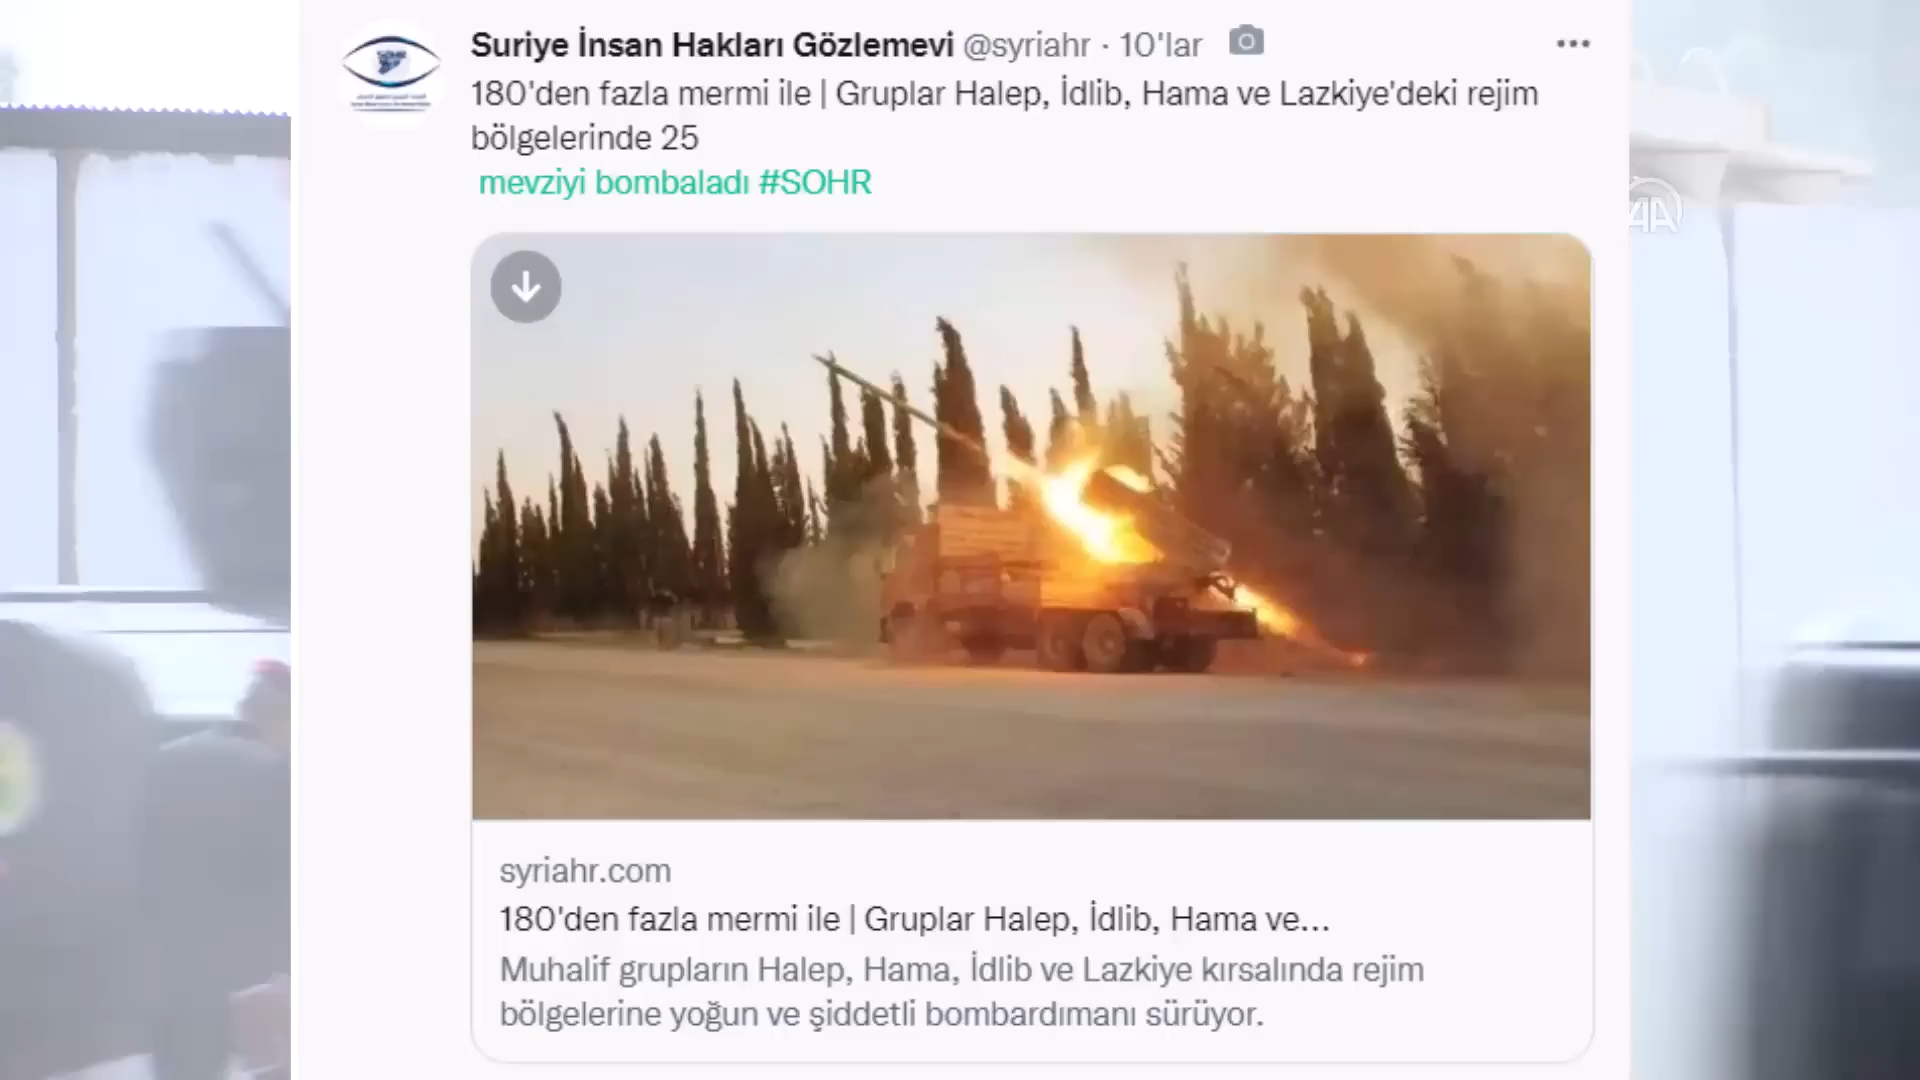 Suriye İnsan Hakları Gözlemevi @syriahr · 10'lar
180'den fazla mermi ile | Gruplar Halep, İdlib, Hama ve Lazkiye'deki rejim
bölgelerinde 25
mevziyi bombaladı #SOHR
SOHR
AA
syriahr.com
180'den fazla mermi ile | Gruplar Halep, İdlib, Hama ve...
Muhalif grupların Halep, Hama, İdlib ve Lazkiye kırsalında rejim
bölgelerine yoğun ve şiddetli bombardımanı sürüyor.